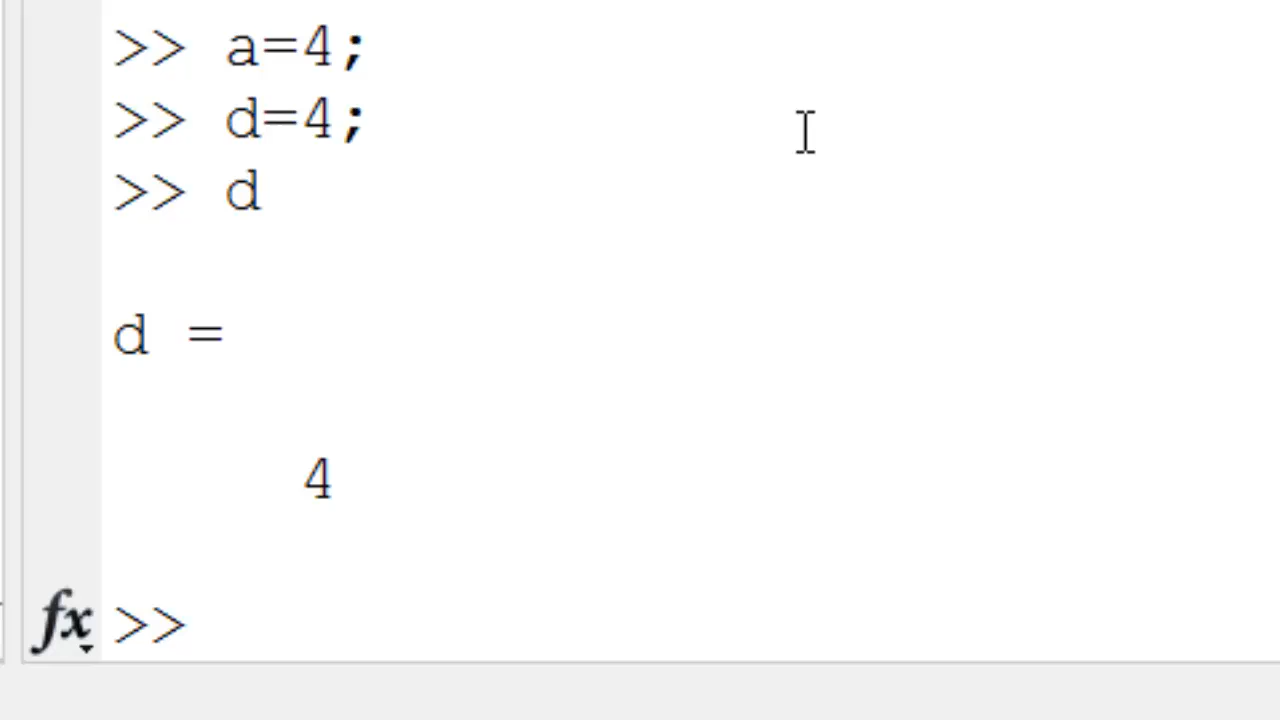 >> a=4;
>> d=4;
>> d
d =
4
fx >>